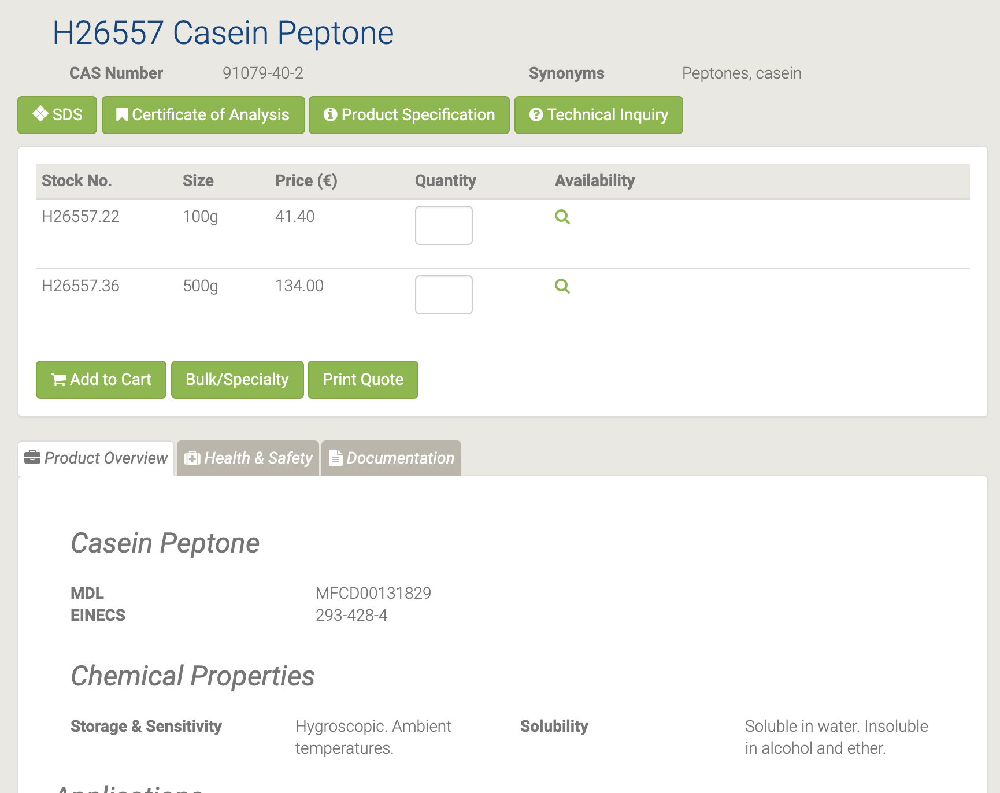 H26557 Casein Peptone
CAS Number 91079-40-2 Synonyms Peptones, casein
SDS Certificate of Analysis Product Specification Technical Inquiry
Stock No. Size Price (€) Quantity Availability
H26557.22 100g 41.40
H26557.36 500g 134.00
Add to Cart Bulk/Specialty Print Quote
Product Overview Health & Safety Documentation
Casein Peptone
MDL MFCD00131829
EINECS 293-428-4
Chemical Properties
Storage & Sensitivity Hygroscopic. Ambient Solubility Soluble in water. Insoluble
temperatures. in alcohol and ether.
Applications